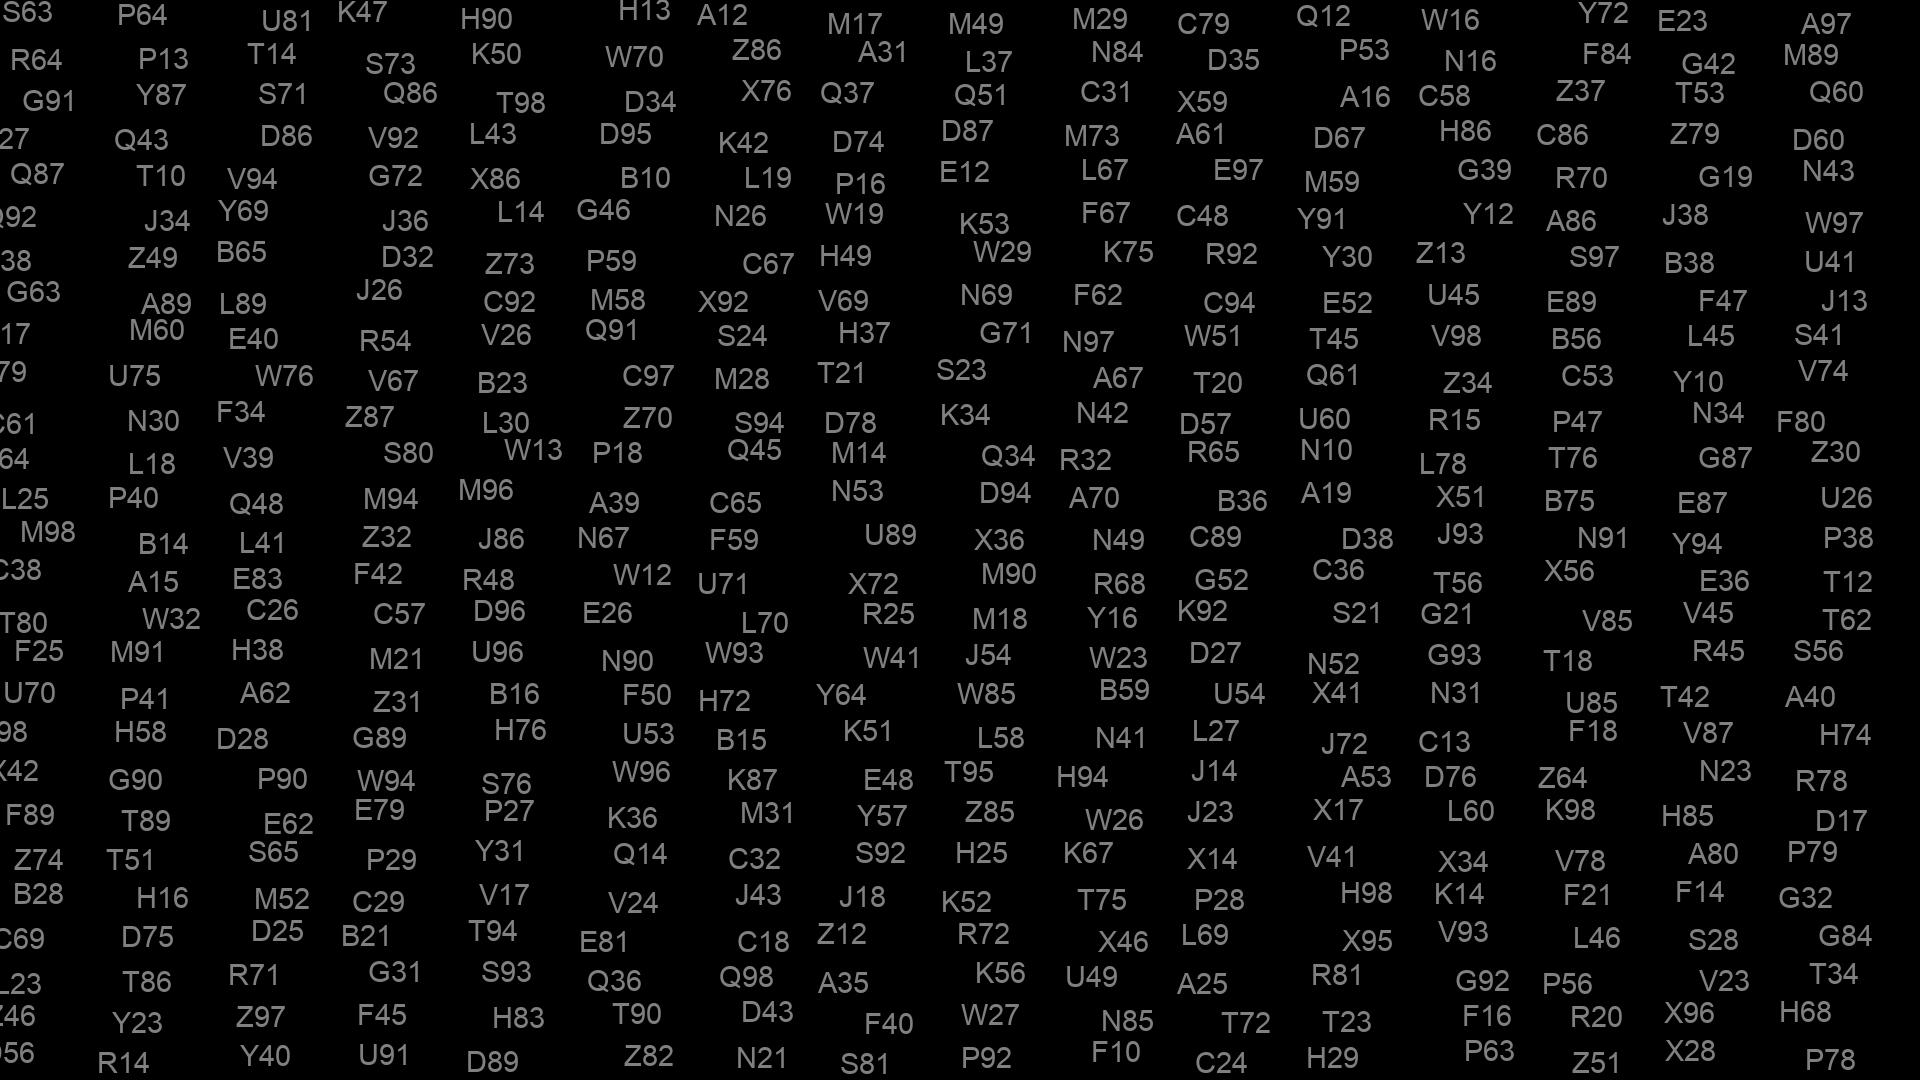 S63 P64 U81 K47 H90 H13 A12 M17 M49 M29 C79 Q12 W16 Y72 E23 A97
R64 P13 T14 S73 K50 W70 Z86 A31 L37 N84 D35 P53 N16 F84 G42 M89
G91 Y87 S71 Q86 T98 D34 X76 Q37 Q51 C31 X59 A16 C58 Z37 T53 Q60
27 Q43 D86 V92 L43 D95 K42 D74 D87 M73 A61 D67 H86 C86 Z79 D60
Q87 T10 V94 G72 X86 B10 L19 P16 E12 L67 E97 M59 G39 R70 G19 N43
92 J34 Y69 J36 L14 G46 N26 W19 K53 F67 C48 Y91 Y12 A86 J38 W97
38 Z49 B65 D32 Z73 P59 C67 H49 W29 K75 R92 Y30 Z13 S97 B38 U41
G63 A89 L89 J26 C92 M58 X92 V69 N69 F62 C94 E52 U45 E89 F47 J13
17 M60 E40 R54 V26 Q91 S24 H37 G71 N97 W51 T45 V98 B56 L45 S41
79 U75 W76 V67 B23 C97 M28 T21 S23 A67 T20 Q61 Z34 C53 Y10 V74
61 N30 F34 Z87 L30 Z70 S94 D78 K34 N42 D57 U60 R15 P47 N34 F80
64 L18 V39 S80 W13 P18 Q45 M14 Q34 R32 R65 N10 L78 T76 G87 Z30
L25 P40 Q48 M94 M96 A39 C65 N53 D94 A70 B36 A19 X51 B75 E87 U26
M98 B14 L41 Z32 J86 N67 F59 U89 X36 N49 C89 D38 J93 N91 Y94 P38
C38 A15 E83 F42 R48 W12 U71 X72 M90 R68 G52 C36 T56 X56 E36 T12
T80 W32 C26 C57 D96 E26 L70 R25 M18 Y16 K92 S21 G21 V85 V45 T62
F25 M91 H38 M21 U96 N90 W93 W41 J54 W23 D27 N52 G93 T18 R45 S56
U70 P41 A62 Z31 B16 F50 H72 Y64 W85 B59 U54 X41 N31 U85 T42 A40
98 H58 D28 G89 H76 U53 B15 K51 L58 N41 L27 J72 C13 F18 V87 H74
42 G90 P90 W94 S76 W96 K87 E48 T95 H94 J14 A53 D76 Z64 N23 R78
F89 T89 E62 E79 P27 K36 M31 Y57 Z85 W26 J23 X17 L60 K98 H85 D17
Z74 T51 S65 P29 Y31 Q14 C32 S92 H25 K67 X14 V41 X34 V78 A80 P79
B28 H16 M52 C29 V17 V24 J43 J18 K52 T75 P28 H98 K14 F21 F14 G32
C69 D75 D25 B21 T94 E81 C18 Z12 R72 X46 L69 X95 V93 L46 S28 G84
L23 T86 R71 G31 S93 Q36 Q98 A35 K56 U49 A25 R81 G92 P56 V23 T34
Z46 Y23 Z97 F45 H83 T90 D43 F40 W27 N85 T72 T23 F16 R20 X96 H68
56 R14 Y40 U91 D89 Z82 N21 S81 P92 F10 C24 H29 P63 Z51 X28 P78